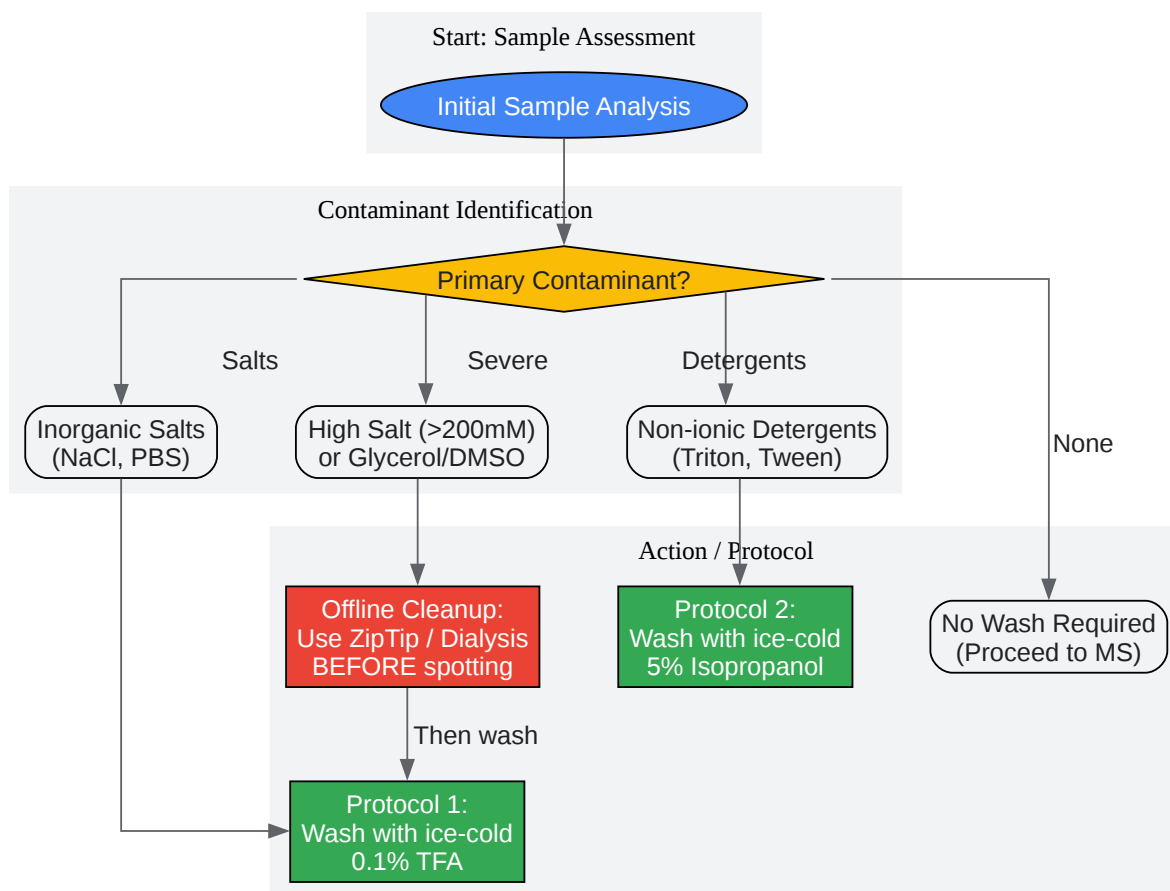 Start: Sample Assessment
Initial Sample Analysis
Contaminant Identification
Primary Contaminant?
Salts
Severe
Detergents
None
Inorganic Salts
(NaCl, PBS)
High Salt (>200mM)
or Glycerol/DMSO
Non-ionic Detergents
(Triton, Tween)
Action / Protocol
Offline Cleanup:
Use ZipTip / Dialysis
BEFORE spotting
Protocol 2:
Wash with ice-cold
5% Isopropanol
No Wash Required
(Proceed to MS)
Then wash
Protocol 1:
Wash with ice-cold
0.1% TFA